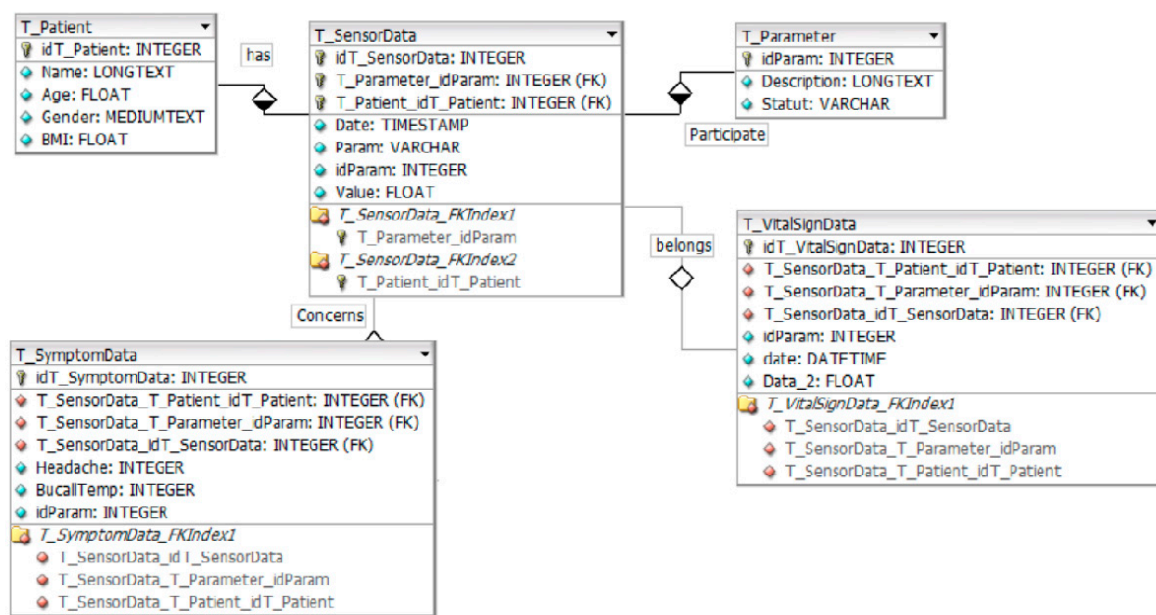 T_Patient
idT_Patient: INTEGER
Name: LONGTEXT
Age: FLOAT
Gender: MEDIUMTEXT
BMI: FLOAT
has
T_SensorData
idT_SensorData: INTEGER
T_Parameter_idParam: INTEGER (FK)
T_Patient_idT_Patient: INTEGER (FK)
Date: TIMESTAMP
Param: VARCHAR
idParam: INTEGER
Value: FLOAT
T_SensorData_FKIndex1
T_Parameter_idParam
T_SensorData_FKIndex2
T_Patient_idT_Patient
T_Parameter
idParam: INTEGER
Description: LONGTEXT
Statut: VARCHAR
Participate
belongs
T_VitalSignData
idT_VitalSignData: INTEGER
T_SensorData_T_Patient_idT_Patient: INTEGER (FK)
T_SensorData_T_Parameter_idParam: INTEGER (FK)
T_SensorData_idT_SensorData: INTEGER (FK)
idParam: INTEGER
date: DATETIME
Data_2: FLOAT
T_VitalSignData_FKIndex1
T_SensorData_idT_SensorData
T_SensorData_T_Parameter_idParam
T_SensorData_T_Patient_idT_Patient
Concerns
T_SymptomData
idT_SymptomData: INTEGER
T_SensorData_T_Patient_idT_Patient: INTEGER (FK)
T_SensorData_T_Parameter_idParam: INTEGER (FK)
T_SensorData_idT_SensorData: INTEGER (FK)
Headache: INTEGER
BucalTemp: INTEGER
idParam: INTEGER
T_SymptomData_FKIndex1
T_SensorData_idT_SensorData
T_SensorData_T_Parameter_idParam
T_SensorData_T_Patient_idT_Patient